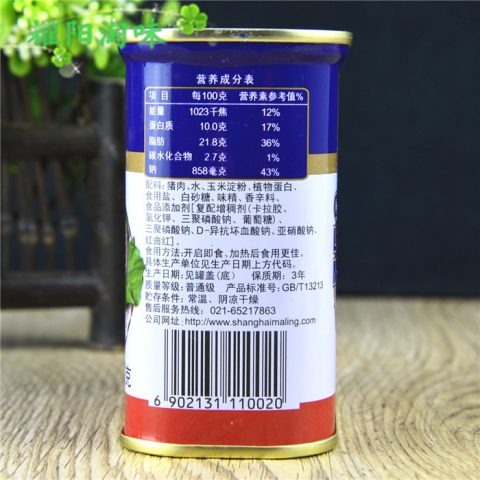 耀阳淘味
营养成分表
项目 每100克 营养素参考值%
能量 1023千焦 12%
蛋白质 10.0克 17%
脂肪 21.8克 36%
碳水化合物 2.7克 1%
钠 858毫克 43%
配料:猪肉、水、玉米淀粉、植物蛋白、
食用盐、白砂糖、味精、香辛料、
食品添加剂[复配增稠剂(卡拉胶、
氯化钾、三聚磷酸钠、葡萄糖)、
三聚磷酸钠、D-异抗坏血酸钠、亚硝酸钠、
红曲红]。
食用方法:开启即食、加热后食用更佳。
具体生产单位见生产日期上方代码。
生产日期:见罐盖(底) 保质期:3年
质量等级:普通级 产品标准号:GB/T13213
贮存条件:常温、阴凉干燥
售后服务热线:021-65217863
公司网址:http://www.shanghaimaling.com
克
6 902131 110020